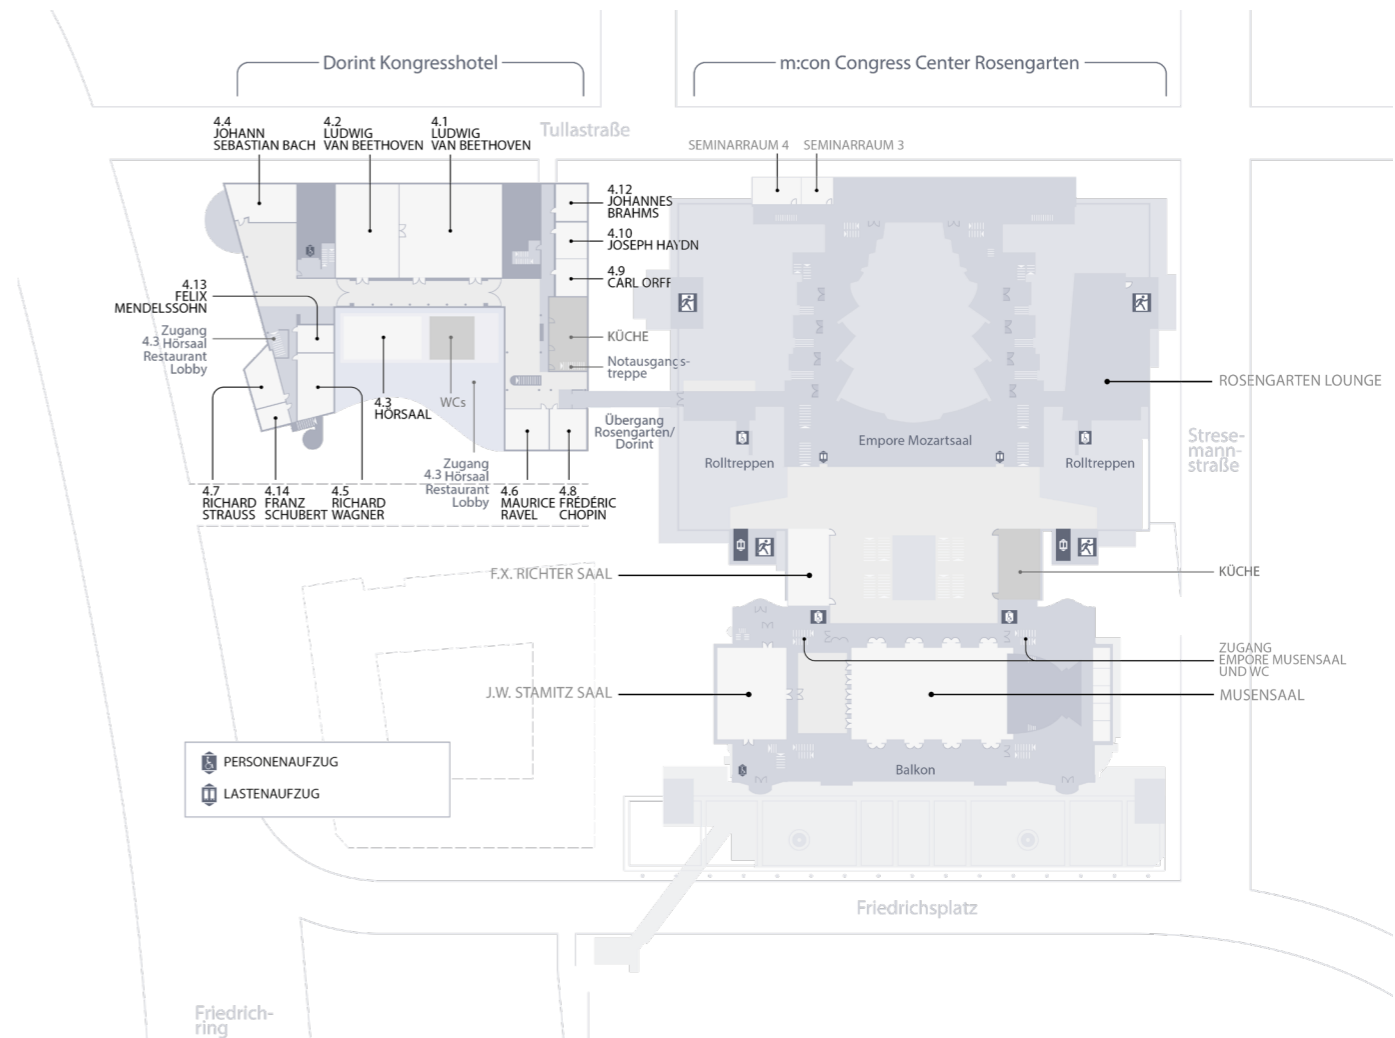 Dorint Kongresshotel
m:con Congress Center Rosengarten
4.4
JOHANN
SEBASTIAN BACH
4.2
LUDWIG
VAN BEETHOVEN
4.1
LUDWIG
VAN BEETHOVEN
Tullastraße
SEMINARRAUM 4
SEMINARRAUM 3
4.12
JOHANNES
BRAHMS
4.10
JOSEPH HAYDN
4.9
CARL ORFF
4.13
FELIX
MENDELSSOHN
Zugang
4.3 Hörsaal
Restaurant
Lobby
KÜCHE
Notausgangs-
treppe
4.3
HÖRSAAL
WCs
Übergang
Rosengarten/
Dorint
ROSENGARTEN LOUNGE
Empore Mozartsaal
Rolltreppen
Rolltreppen
Strese-
mann-
straße
Zugang
4.3 Hörsaal
Restaurant
Lobby
4.7
RICHARD
STRAUSS
4.14
FRANZ
SCHUBERT
4.5
RICHARD
WAGNER
4.6
MAURICE
RAVEL
4.8
FRÉDÉRIC
CHOPIN
F.X. RICHTER SAAL
KÜCHE
ZUGANG
EMPORE MUSENSAAL
UND WC
J.W. STAMITZ SAAL
MUSENSAAL
Balkon
PERSONENAUFZUG
LASTENAUFZUG
Friedrichsplatz
Friedrich-
ring